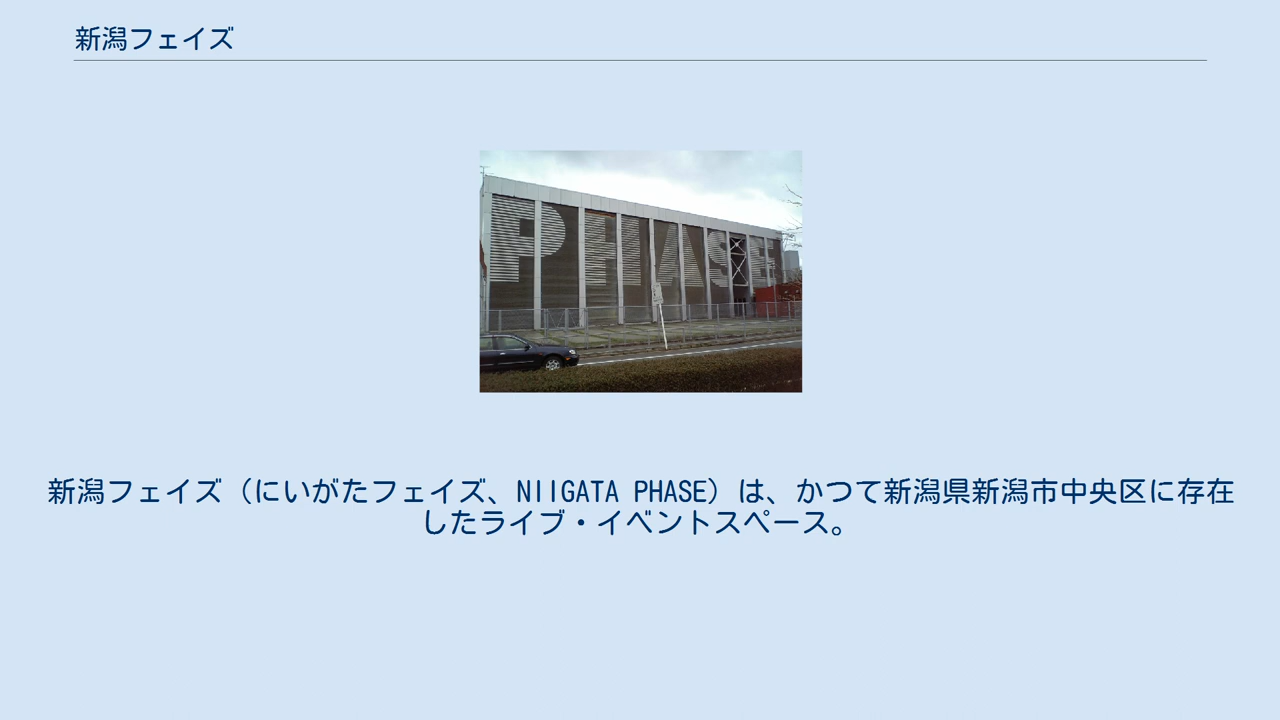 新潟フェイズ
PHASE
新潟フェイズ（にいがたフェイズ、NIIGATA PHASE）は、かつて新潟県新潟市中央区に存在
したライブ・イベントスペース。